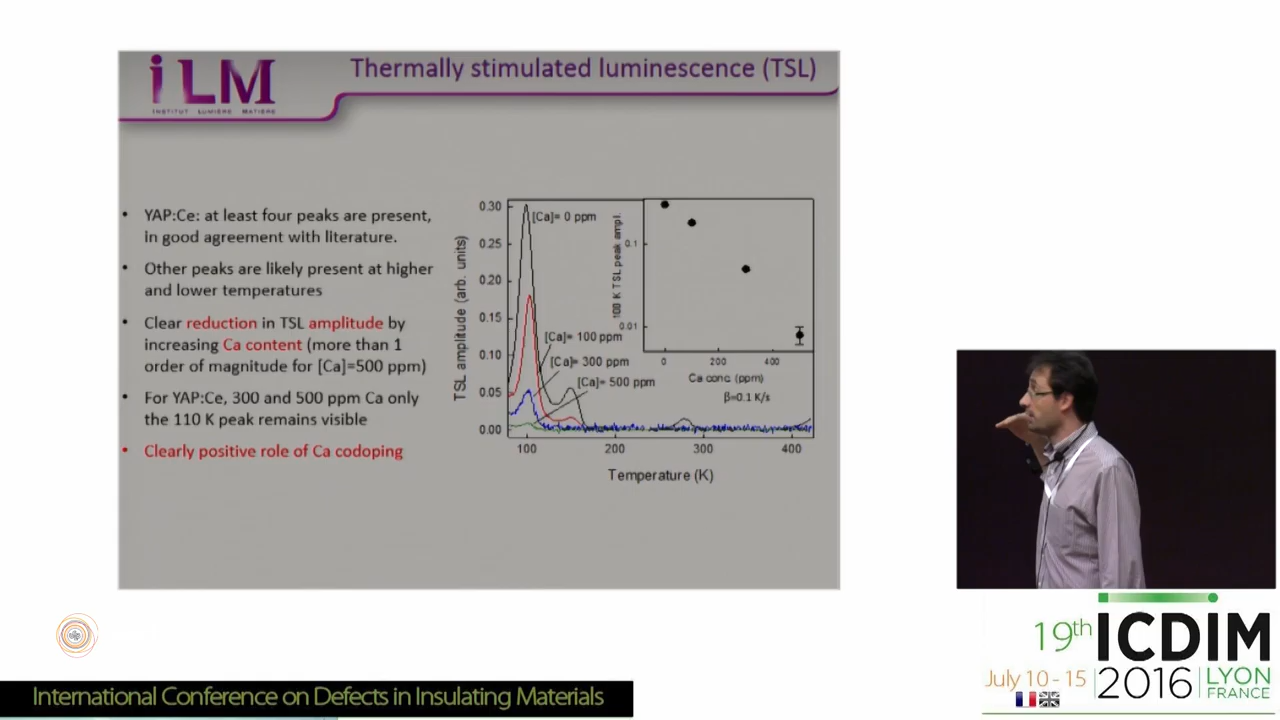 iLM
INSTITUT LUMIÈRE MATIÈRE
Thermally stimulated luminescence (TSL)
• YAP:Ce: at least four peaks are present,
in good agreement with literature.
• Other peaks are likely present at higher
and lower temperatures
• Clear reduction in TSL amplitude by
increasing Ca content (more than 1
order of magnitude for [Ca]=500 ppm)
• For YAP:Ce, 300 and 500 ppm Ca only
the 110 K peak remains visible
• Clearly positive role of Ca codoping
TSL amplitude (arb. units)
0.30
0.25
0.20
0.15
0.10
0.05
0.00
[Ca]= 0 ppm
[Ca]= 100 ppm
[Ca]= 300 ppm
[Ca]= 500 ppm
100 K TSL peak ampl.
0.1
0.01
0
200
400
Ca conc. (ppm)
β=0.1 K/s
100
200
300
400
Temperature (K)
19th ICDIM
July 10 - 15 2016 LYON
FRANCE
International Conference on Defects in Insulating Materials